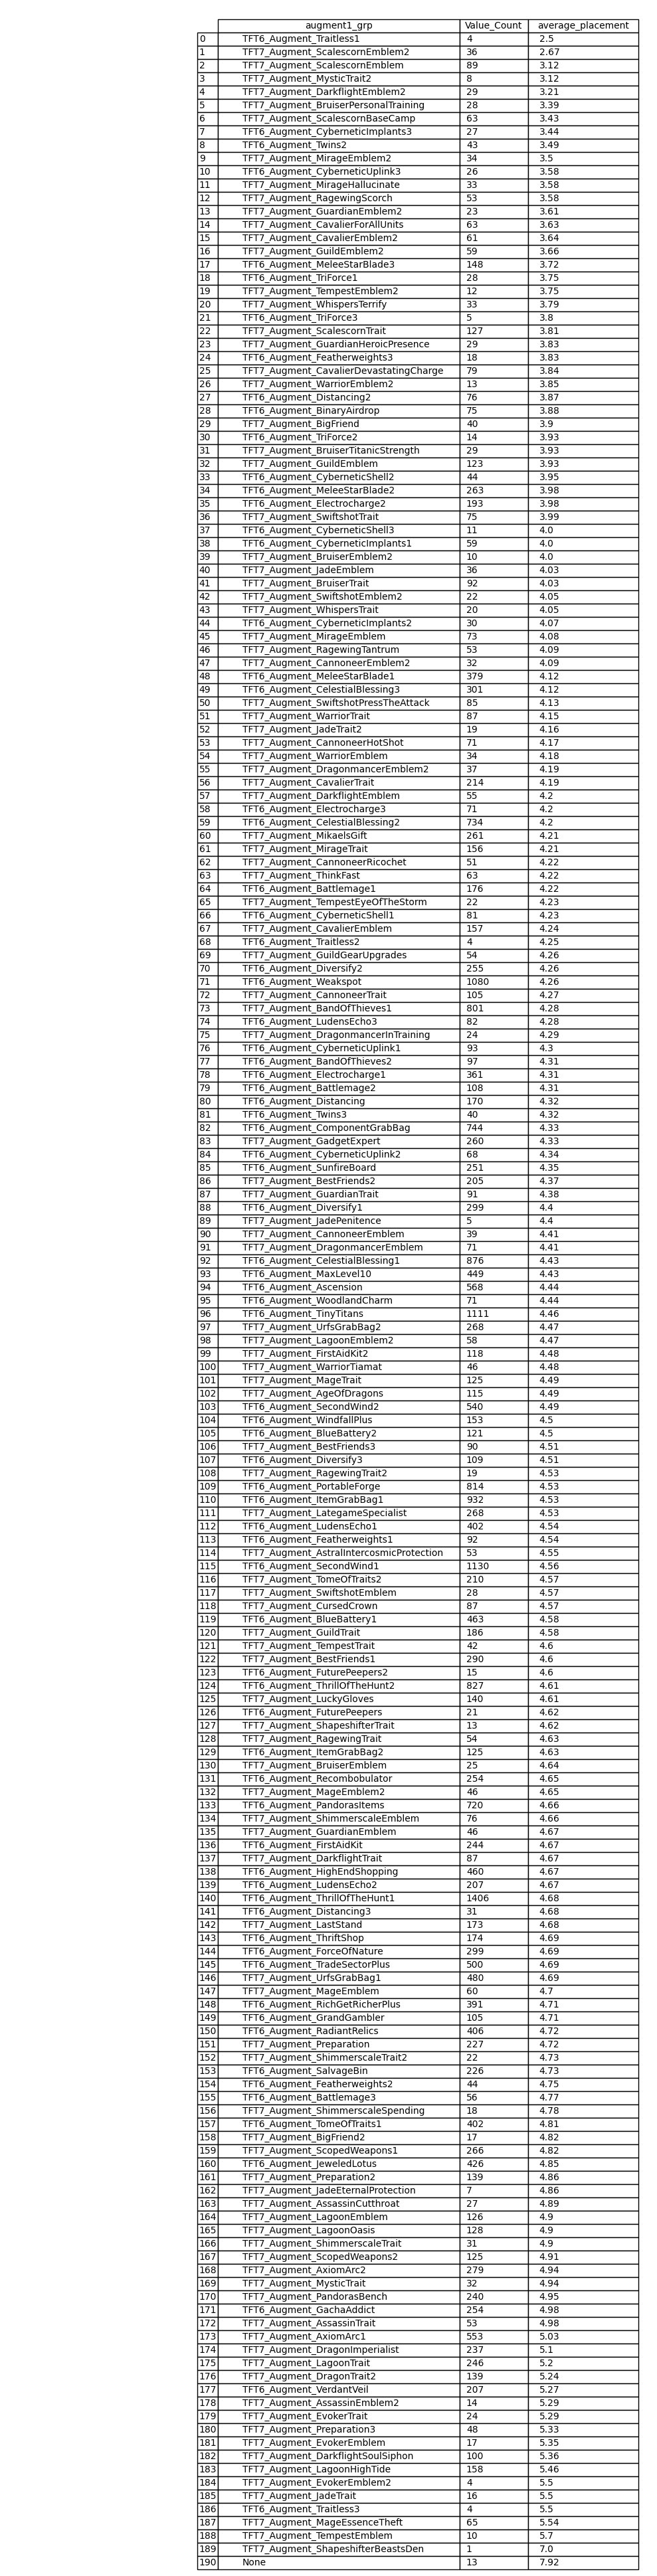 augment1_grp Value_Count average_placement
0 TFT6_Augment_Traitless1 4 2.5
1 TFT7_Augment_ScalescornEmblem2 36 2.67
2 TFT7_Augment_ScalescornEmblem 89 3.12
3 TFT7_Augment_MysticTrait2 8 3.12
4 TFT7_Augment_DarkflightEmblem2 29 3.21
5 TFT7_Augment_BruiserPersonalTraining 28 3.39
6 TFT7_Augment_ScalescornBaseCamp 63 3.43
7 TFT6_Augment_CyberneticImplants3 27 3.44
8 TFT6_Augment_Twins2 43 3.49
9 TFT7_Augment_MirageEmblem2 34 3.5
10 TFT6_Augment_CyberneticUplink3 26 3.58
11 TFT7_Augment_MirageHallucinate 33 3.58
12 TFT7_Augment_RagewingScorch 53 3.58
13 TFT7_Augment_GuardianEmblem2 23 3.61
14 TFT7_Augment_CavalierForAllUnits 63 3.63
15 TFT7_Augment_CavalierEmblem2 61 3.64
16 TFT7_Augment_GuildEmblem2 59 3.66
17 TFT6_Augment_MeleeStarBlade3 148 3.72
18 TFT6_Augment_TriForce1 28 3.75
19 TFT7_Augment_TempestEmblem2 12 3.75
20 TFT7_Augment_WhispersTerrify 33 3.79
21 TFT6_Augment_TriForce3 5 3.8
22 TFT7_Augment_ScalescornTrait 127 3.81
23 TFT7_Augment_GuardianHeroicPresence 29 3.83
24 TFT6_Augment_Featherweights3 18 3.83
25 TFT7_Augment_CavalierDevastatingCharge 79 3.84
26 TFT7_Augment_WarriorEmblem2 13 3.85
27 TFT6_Augment_Distancing2 76 3.87
28 TFT6_Augment_BinaryAirdrop 75 3.88
29 TFT7_Augment_BigFriend 40 3.9
30 TFT6_Augment_TriForce2 14 3.93
31 TFT7_Augment_BruiserTitanicStrength 29 3.93
32 TFT7_Augment_GuildEmblem 123 3.93
33 TFT6_Augment_CyberneticShell2 44 3.95
34 TFT6_Augment_MeleeStarBlade2 263 3.98
35 TFT6_Augment_Electrocharge2 193 3.98
36 TFT7_Augment_SwiftshotTrait 75 3.99
37 TFT6_Augment_CyberneticShell3 11 4.0
38 TFT6_Augment_CyberneticImplants1 59 4.0
39 TFT7_Augment_BruiserEmblem2 10 4.0
40 TFT7_Augment_JadeEmblem 36 4.03
41 TFT7_Augment_BruiserTrait 92 4.03
42 TFT7_Augment_SwiftshotEmblem2 22 4.05
43 TFT7_Augment_WhispersTrait 20 4.05
44 TFT6_Augment_CyberneticImplants2 30 4.07
45 TFT7_Augment_MirageEmblem 73 4.08
46 TFT7_Augment_RagewingTantrum 53 4.09
47 TFT7_Augment_CannoneerEmblem2 32 4.09
48 TFT6_Augment_MeleeStarBlade1 379 4.12
49 TFT6_Augment_CelestialBlessing3 301 4.12
50 TFT7_Augment_SwiftshotPressTheAttack 85 4.13
51 TFT7_Augment_WarriorTrait 87 4.15
52 TFT7_Augment_JadeTrait2 19 4.16
53 TFT7_Augment_CannoneerHotShot 71 4.17
54 TFT7_Augment_WarriorEmblem 34 4.18
55 TFT7_Augment_DragonmancerEmblem2 37 4.19
56 TFT7_Augment_CavalierTrait 214 4.19
57 TFT7_Augment_DarkflightEmblem 55 4.2
58 TFT6_Augment_Electrocharge3 71 4.2
59 TFT6_Augment_CelestialBlessing2 734 4.2
60 TFT7_Augment_MikaelsGift 261 4.21
61 TFT7_Augment_MirageTrait 156 4.21
62 TFT7_Augment_CannoneerRicochet 51 4.22
63 TFT7_Augment_ThinkFast 63 4.22
64 TFT6_Augment_Battlemage1 176 4.22
65 TFT7_Augment_TempestEyeOfTheStorm 22 4.23
66 TFT6_Augment_CyberneticShell1 81 4.23
67 TFT7_Augment_CavalierEmblem 157 4.24
68 TFT6_Augment_Traitless2 4 4.25
69 TFT7_Augment_GuildGearUpgrades 54 4.26
70 TFT6_Augment_Diversify2 255 4.26
71 TFT6_Augment_Weakspot 1080 4.26
72 TFT7_Augment_CannoneerTrait 105 4.27
73 TFT7_Augment_BandOfThieves1 801 4.28
74 TFT6_Augment_LudensEcho3 82 4.28
75 TFT7_Augment_DragonmancerInTraining 24 4.29
76 TFT6_Augment_CyberneticUplink1 93 4.3
77 TFT7_Augment_BandOfThieves2 97 4.31
78 TFT6_Augment_Electrocharge1 361 4.31
79 TFT6_Augment_Battlemage2 108 4.31
80 TFT6_Augment_Distancing 170 4.32
81 TFT6_Augment_Twins3 40 4.32
82 TFT6_Augment_ComponentGrabBag 744 4.33
83 TFT7_Augment_GadgetExpert 260 4.33
84 TFT6_Augment_CyberneticUplink2 68 4.34
85 TFT6_Augment_SunfireBoard 251 4.35
86 TFT7_Augment_BestFriends2 205 4.37
87 TFT7_Augment_GuardianTrait 91 4.38
88 TFT6_Augment_Diversify1 299 4.4
89 TFT7_Augment_JadePenitence 5 4.4
90 TFT7_Augment_CannoneerEmblem 39 4.41
91 TFT7_Augment_DragonmancerEmblem 71 4.41
92 TFT6_Augment_CelestialBlessing1 876 4.43
93 TFT6_Augment_MaxLevel10 449 4.43
94 TFT6_Augment_Ascension 568 4.44
95 TFT6_Augment_WoodlandCharm 71 4.44
96 TFT6_Augment_TinyTitans 1111 4.46
97 TFT7_Augment_UrfsGrabBag2 268 4.47
98 TFT7_Augment_LagoonEmblem2 58 4.47
99 TFT7_Augment_FirstAidKit2 118 4.48
100 TFT7_Augment_WarriorTiamat 46 4.48
101 TFT7_Augment_MageTrait 125 4.49
102 TFT7_Augment_AgeOfDragons 115 4.49
103 TFT6_Augment_SecondWind2 540 4.49
104 TFT6_Augment_WindfallPlus 153 4.5
105 TFT6_Augment_BlueBattery2 121 4.5
106 TFT7_Augment_BestFriends3 90 4.51
107 TFT6_Augment_Diversify3 109 4.51
108 TFT7_Augment_RagewingTrait2 19 4.53
109 TFT6_Augment_PortableForge 814 4.53
110 TFT6_Augment_ItemGrabBag1 932 4.53
111 TFT7_Augment_LategameSpecialist 268 4.53
112 TFT6_Augment_LudensEcho1 402 4.54
113 TFT6_Augment_Featherweights1 92 4.54
114 TFT7_Augment_AstralIntercosmicProtection 53 4.55
115 TFT6_Augment_SecondWind1 1130 4.56
116 TFT7_Augment_TomeOfTraits2 210 4.57
117 TFT7_Augment_SwiftshotEmblem 28 4.57
118 TFT7_Augment_CursedCrown 87 4.57
119 TFT6_Augment_BlueBattery1 463 4.58
120 TFT7_Augment_GuildTrait 186 4.58
121 TFT7_Augment_TempestTrait 42 4.6
122 TFT7_Augment_BestFriends1 290 4.6
123 TFT6_Augment_FuturePeepers2 15 4.6
124 TFT6_Augment_ThrillOfTheHunt2 827 4.61
125 TFT7_Augment_LuckyGloves 140 4.61
126 TFT7_Augment_FuturePeepers 21 4.62
127 TFT7_Augment_ShapeshifterTrait 13 4.62
128 TFT7_Augment_RagewingTrait 54 4.63
129 TFT6_Augment_ItemGrabBag2 125 4.63
130 TFT7_Augment_BruiserEmblem 25 4.64
131 TFT6_Augment_Recombobulator 254 4.65
132 TFT7_Augment_MageEmblem2 46 4.65
133 TFT6_Augment_PandorasItems 720 4.66
134 TFT7_Augment_ShimmerscaleEmblem 76 4.66
135 TFT7_Augment_GuardianEmblem 46 4.67
136 TFT6_Augment_FirstAidKit 244 4.67
137 TFT7_Augment_DarkflightTrait 87 4.67
138 TFT6_Augment_HighEndShopping 460 4.67
139 TFT6_Augment_LudensEcho2 207 4.67
140 TFT6_Augment_ThrillOfTheHunt1 1406 4.68
141 TFT6_Augment_Distancing3 31 4.68
142 TFT7_Augment_LastStand 173 4.68
143 TFT6_Augment_ThriftShop 174 4.69
144 TFT6_Augment_ForceOfNature 299 4.69
145 TFT6_Augment_TradeSectorPlus 500 4.69
146 TFT7_Augment_UrfsGrabBag1 480 4.69
147 TFT7_Augment_MageEmblem 60 4.7
148 TFT6_Augment_RichGetRicherPlus 391 4.71
149 TFT6_Augment_GrandGambler 105 4.71
150 TFT6_Augment_RadiantRelics 406 4.72
151 TFT7_Augment_Preparation 227 4.72
152 TFT7_Augment_ShimmerscaleTrait2 22 4.73
153 TFT6_Augment_SalvageBin 226 4.73
154 TFT6_Augment_Featherweights2 44 4.75
155 TFT6_Augment_Battlemage3 56 4.77
156 TFT7_Augment_ShimmerscaleSpending 18 4.78
157 TFT6_Augment_TomeOfTraits1 402 4.81
158 TFT7_Augment_BigFriend2 17 4.82
159 TFT7_Augment_ScopedWeapons1 266 4.82
160 TFT6_Augment_JeweledLotus 426 4.85
161 TFT7_Augment_Preparation2 139 4.86
162 TFT7_Augment_JadeEternalProtection 7 4.86
163 TFT7_Augment_AssassinCutthroat 27 4.89
164 TFT7_Augment_LagoonEmblem 126 4.9
165 TFT7_Augment_LagoonOasis 128 4.9
166 TFT7_Augment_ShimmerscaleTrait 31 4.9
167 TFT7_Augment_ScopedWeapons2 125 4.91
168 TFT7_Augment_AxiomArc2 279 4.94
169 TFT7_Augment_MysticTrait 32 4.94
170 TFT7_Augment_PandorasBench 240 4.95
171 TFT6_Augment_GachaAddict 254 4.98
172 TFT7_Augment_AssassinTrait 53 4.98
173 TFT7_Augment_AxiomArc1 553 5.03
174 TFT7_Augment_DragonImperialist 237 5.1
175 TFT7_Augment_LagoonTrait 246 5.2
176 TFT7_Augment_DragonTrait2 139 5.24
177 TFT6_Augment_VerdantVeil 207 5.27
178 TFT7_Augment_AssassinEmblem2 14 5.29
179 TFT7_Augment_EvokerTrait 24 5.29
180 TFT7_Augment_Preparation3 48 5.33
181 TFT7_Augment_EvokerEmblem 17 5.35
182 TFT7_Augment_DarkflightSoulSiphon 100 5.36
183 TFT7_Augment_LagoonHighTide 158 5.46
184 TFT7_Augment_EvokerEmblem2 4 5.5
185 TFT7_Augment_JadeTrait 16 5.5
186 TFT6_Augment_Traitless3 4 5.5
187 TFT7_Augment_MageEssenceTheft 65 5.54
188 TFT7_Augment_TempestEmblem 10 5.7
189 TFT7_Augment_ShapeshifterBeastsDen 1 7.0
190 None 13 7.92